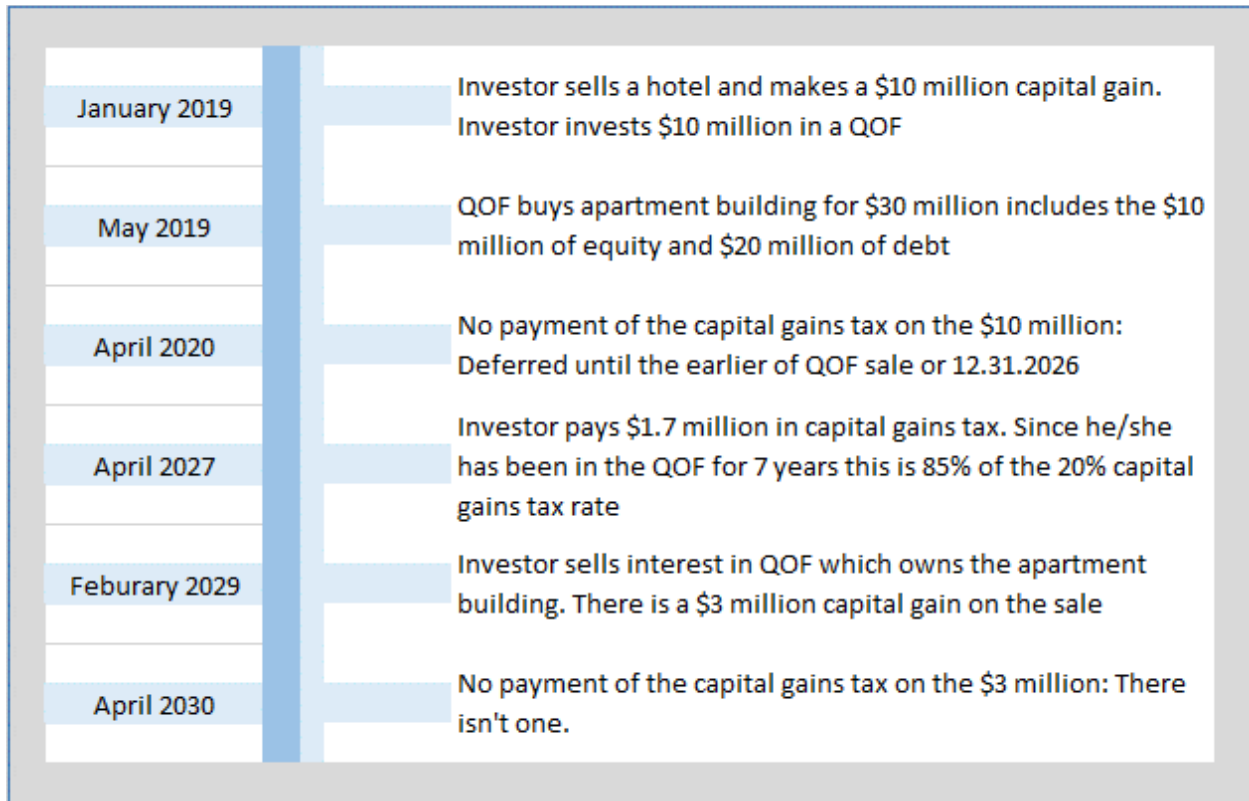 January 2019
Investor sells a hotel and makes a $10 million capital gain.
Investor invests $10 million in a QOF
May 2019
QOF buys apartment building for $30 million includes the $10
million of equity and $20 million of debt
April 2020
No payment of the capital gains tax on the $10 million:
Deferred until the earlier of QOF sale or 12.31.2026
April 2027
Investor pays $1.7 million in capital gains tax. Since he/she
has been in the QOF for 7 years this is 85% of the 20% capital
gains tax rate
Feburary 2029
Investor sells interest in QOF which owns the apartment
building. There is a $3 million capital gain on the sale
April 2030
No payment of the capital gains tax on the $3 million: There
isn't one.